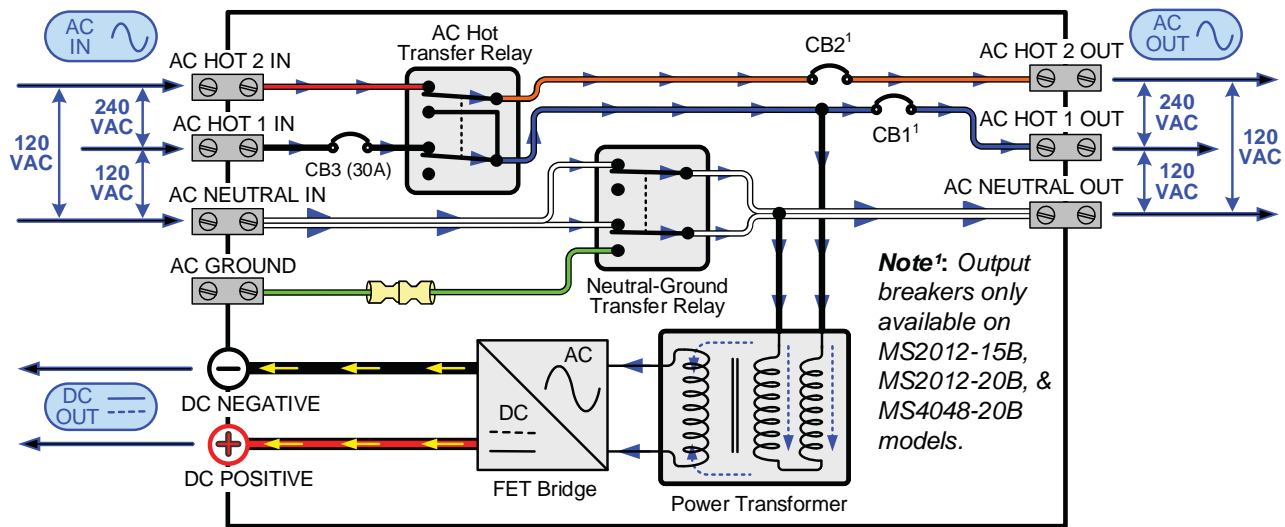 AC
IN
AC HOT 2 IN
240
VAC
120
VAC
AC HOT 1 IN
120
VAC
AC NEUTRAL IN
AC GROUND
AC Hot
Transfer Relay
CB3 (30A)
CB2¹
CB1¹
Neutral-Ground
Transfer Relay
AC
OUT
AC HOT 2 OUT
240
VAC
AC HOT 1 OUT
120
VAC
120
VAC
AC NEUTRAL OUT
Note¹: Output
breakers only
available on
MS2012-15B,
MS2012-20B, &
MS4048-20B
models.
DC
OUT
DC NEGATIVE
DC POSITIVE
AC
DC
FET Bridge
Power Transformer